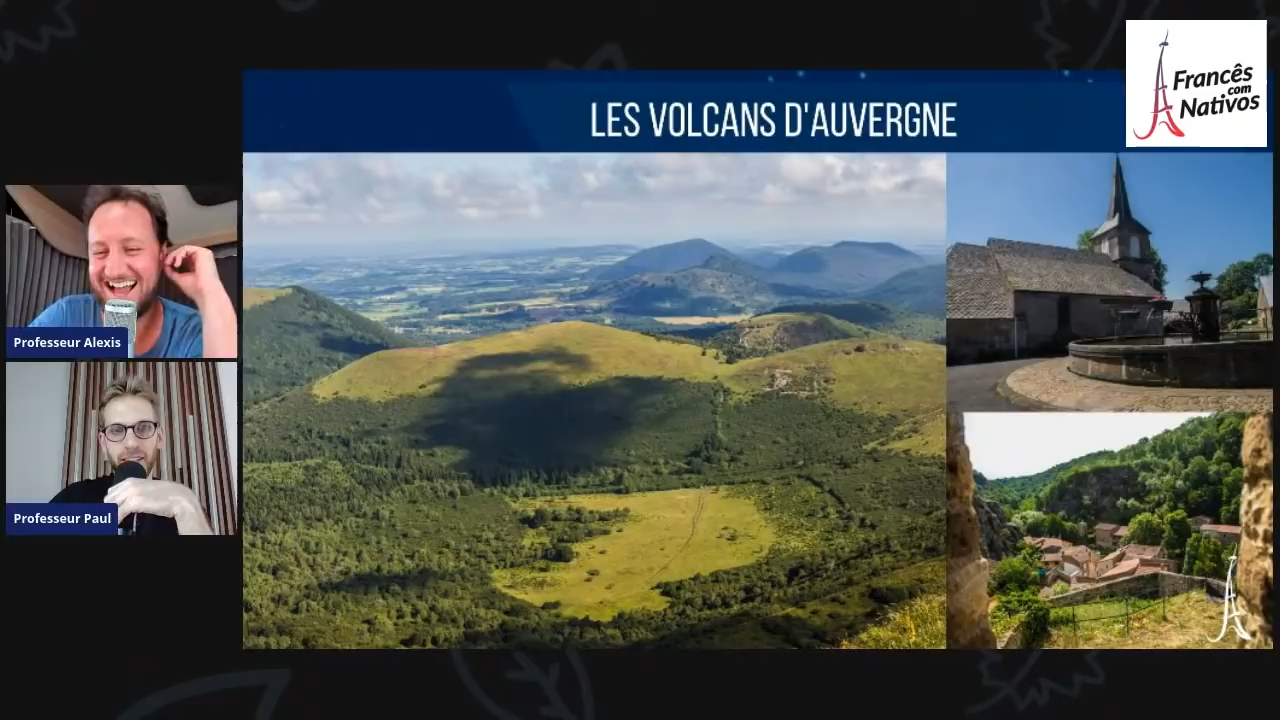 LES VOLCANS D'AUVERGNE
Francês
com
Nativos
Professeur Alexis
Professeur Paul